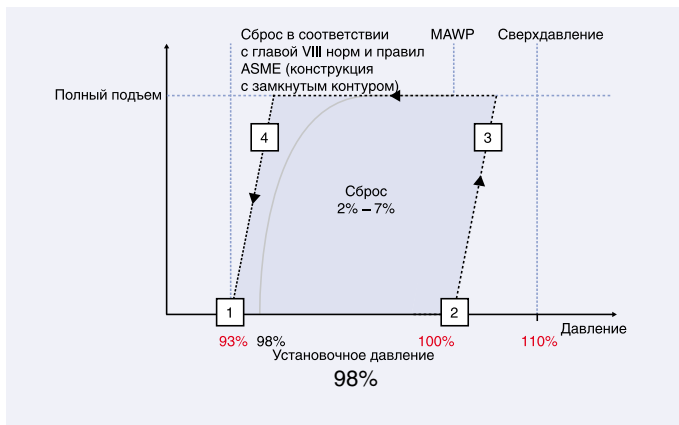 Сброс в соответствии
с главой VIII норм и правил
ASME (конструкция
с замкнутым контуром)
MAWP
Сверхдавление
Полный подъем
4
3
Сброс
2% – 7%
1
2
Давление
93%
98%
100%
110%
Установочное давление
98%